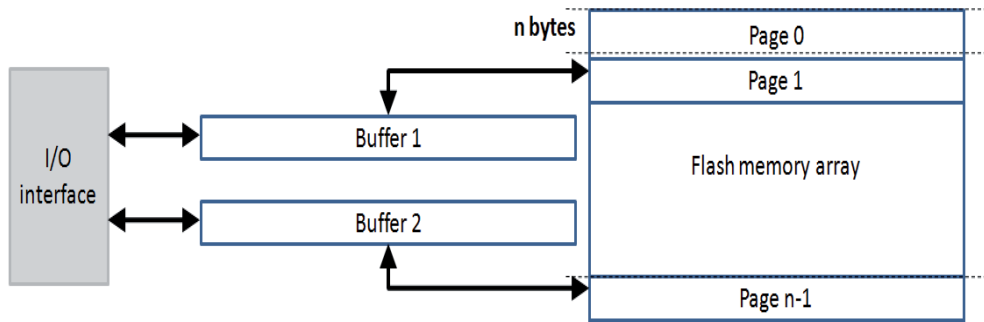 n bytes
Page 0
Page 1
Buffer 1
I/O
interface
Flash memory array
Buffer 2
Page n-1